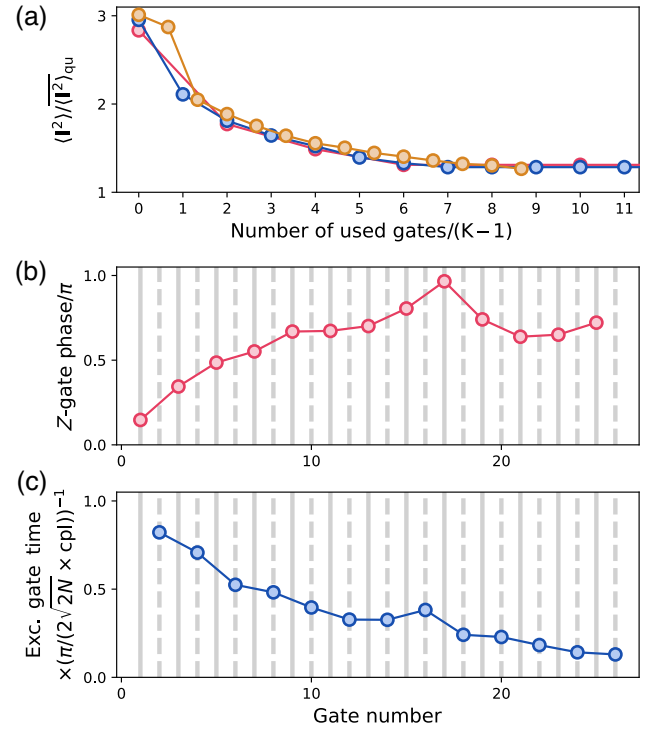 (a)
3
2
1
⟨I²⟩/⟨I²⟩qu
0 1 2 3 4 5 6 7 8 9 10 11
Number of used gates/(K−1)
(b)
1.0
0.5
0.0
Z-gate phase/π
0 10 20
(c)
1.0
0.5
0.0
Exc. gate time
×(π/(2√2N × cpl))⁻¹
0 10 20
Gate number